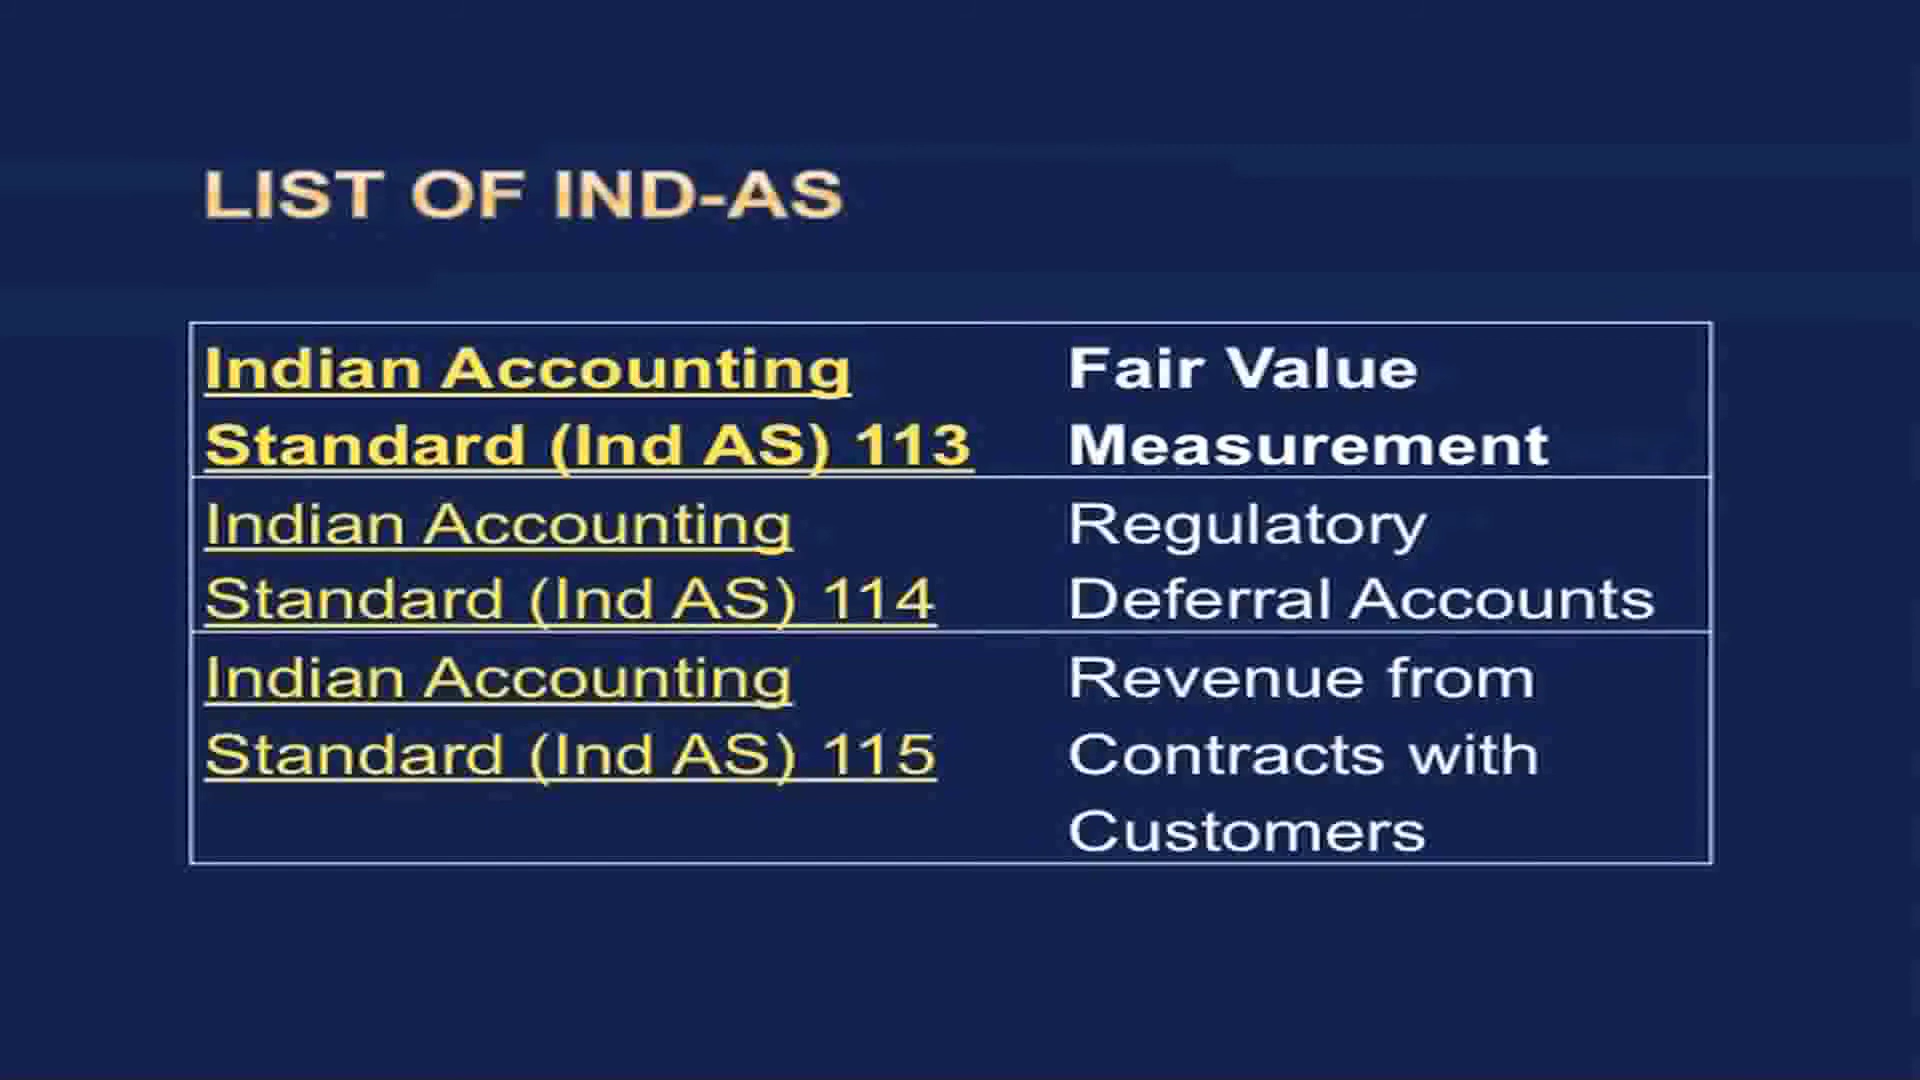 LIST OF IND-AS
Indian Accounting
Standard (Ind AS) 113
Fair Value
Measurement
Indian Accounting
Standard (Ind AS) 114
Regulatory
Deferral Accounts
Indian Accounting
Standard (Ind AS) 115
Revenue from
Contracts with
Customers